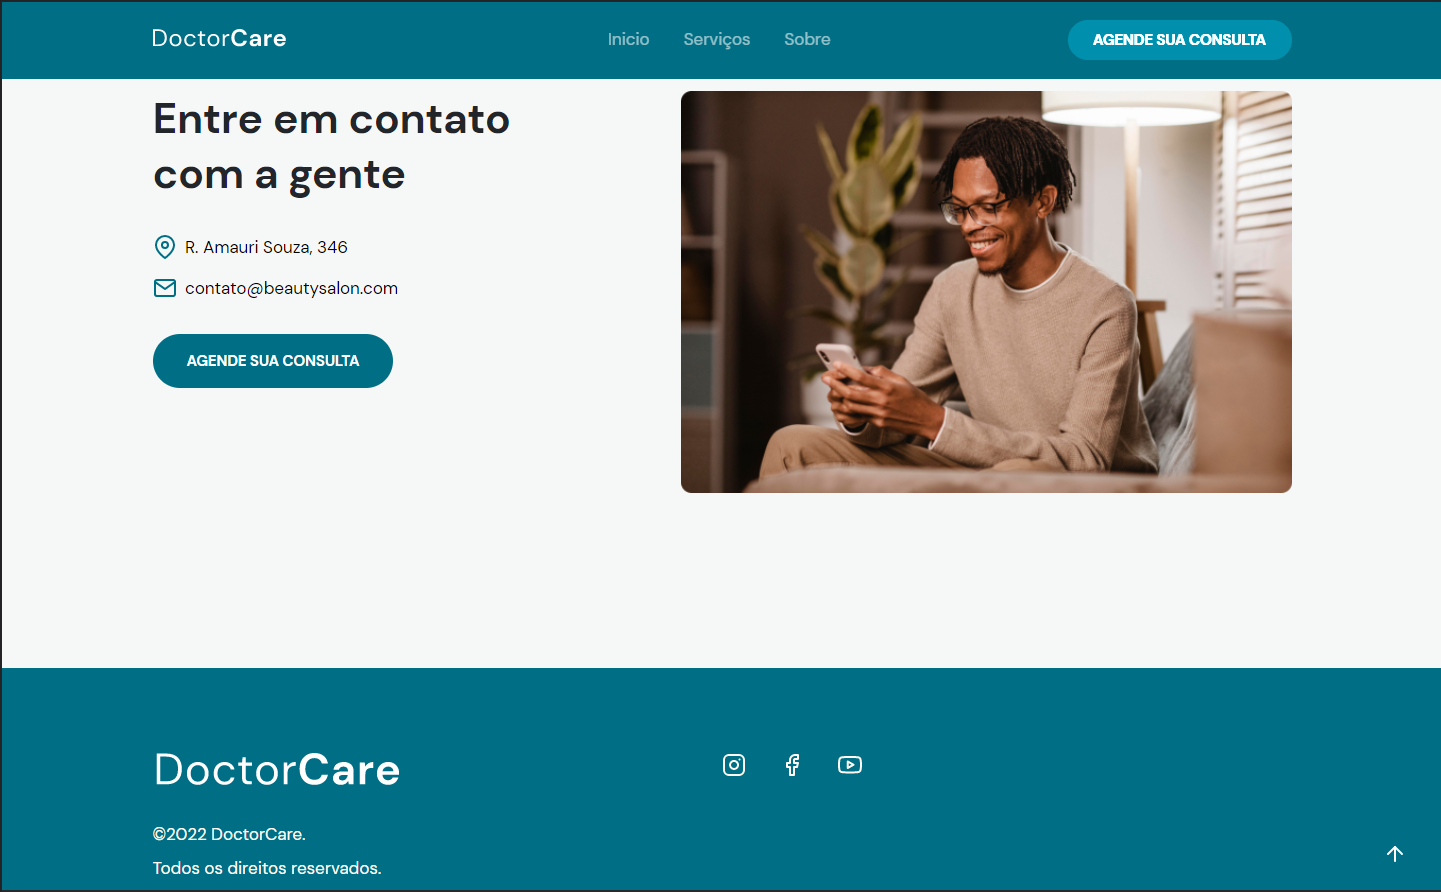 DoctorCare
Inicio Serviços Sobre
AGENDE SUA CONSULTA
Entre em contato
com a gente
R. Amauri Souza, 346
contato@beautysalon.com
AGENDE SUA CONSULTA
DoctorCare
©2022 DoctorCare.
Todos os direitos reservados.